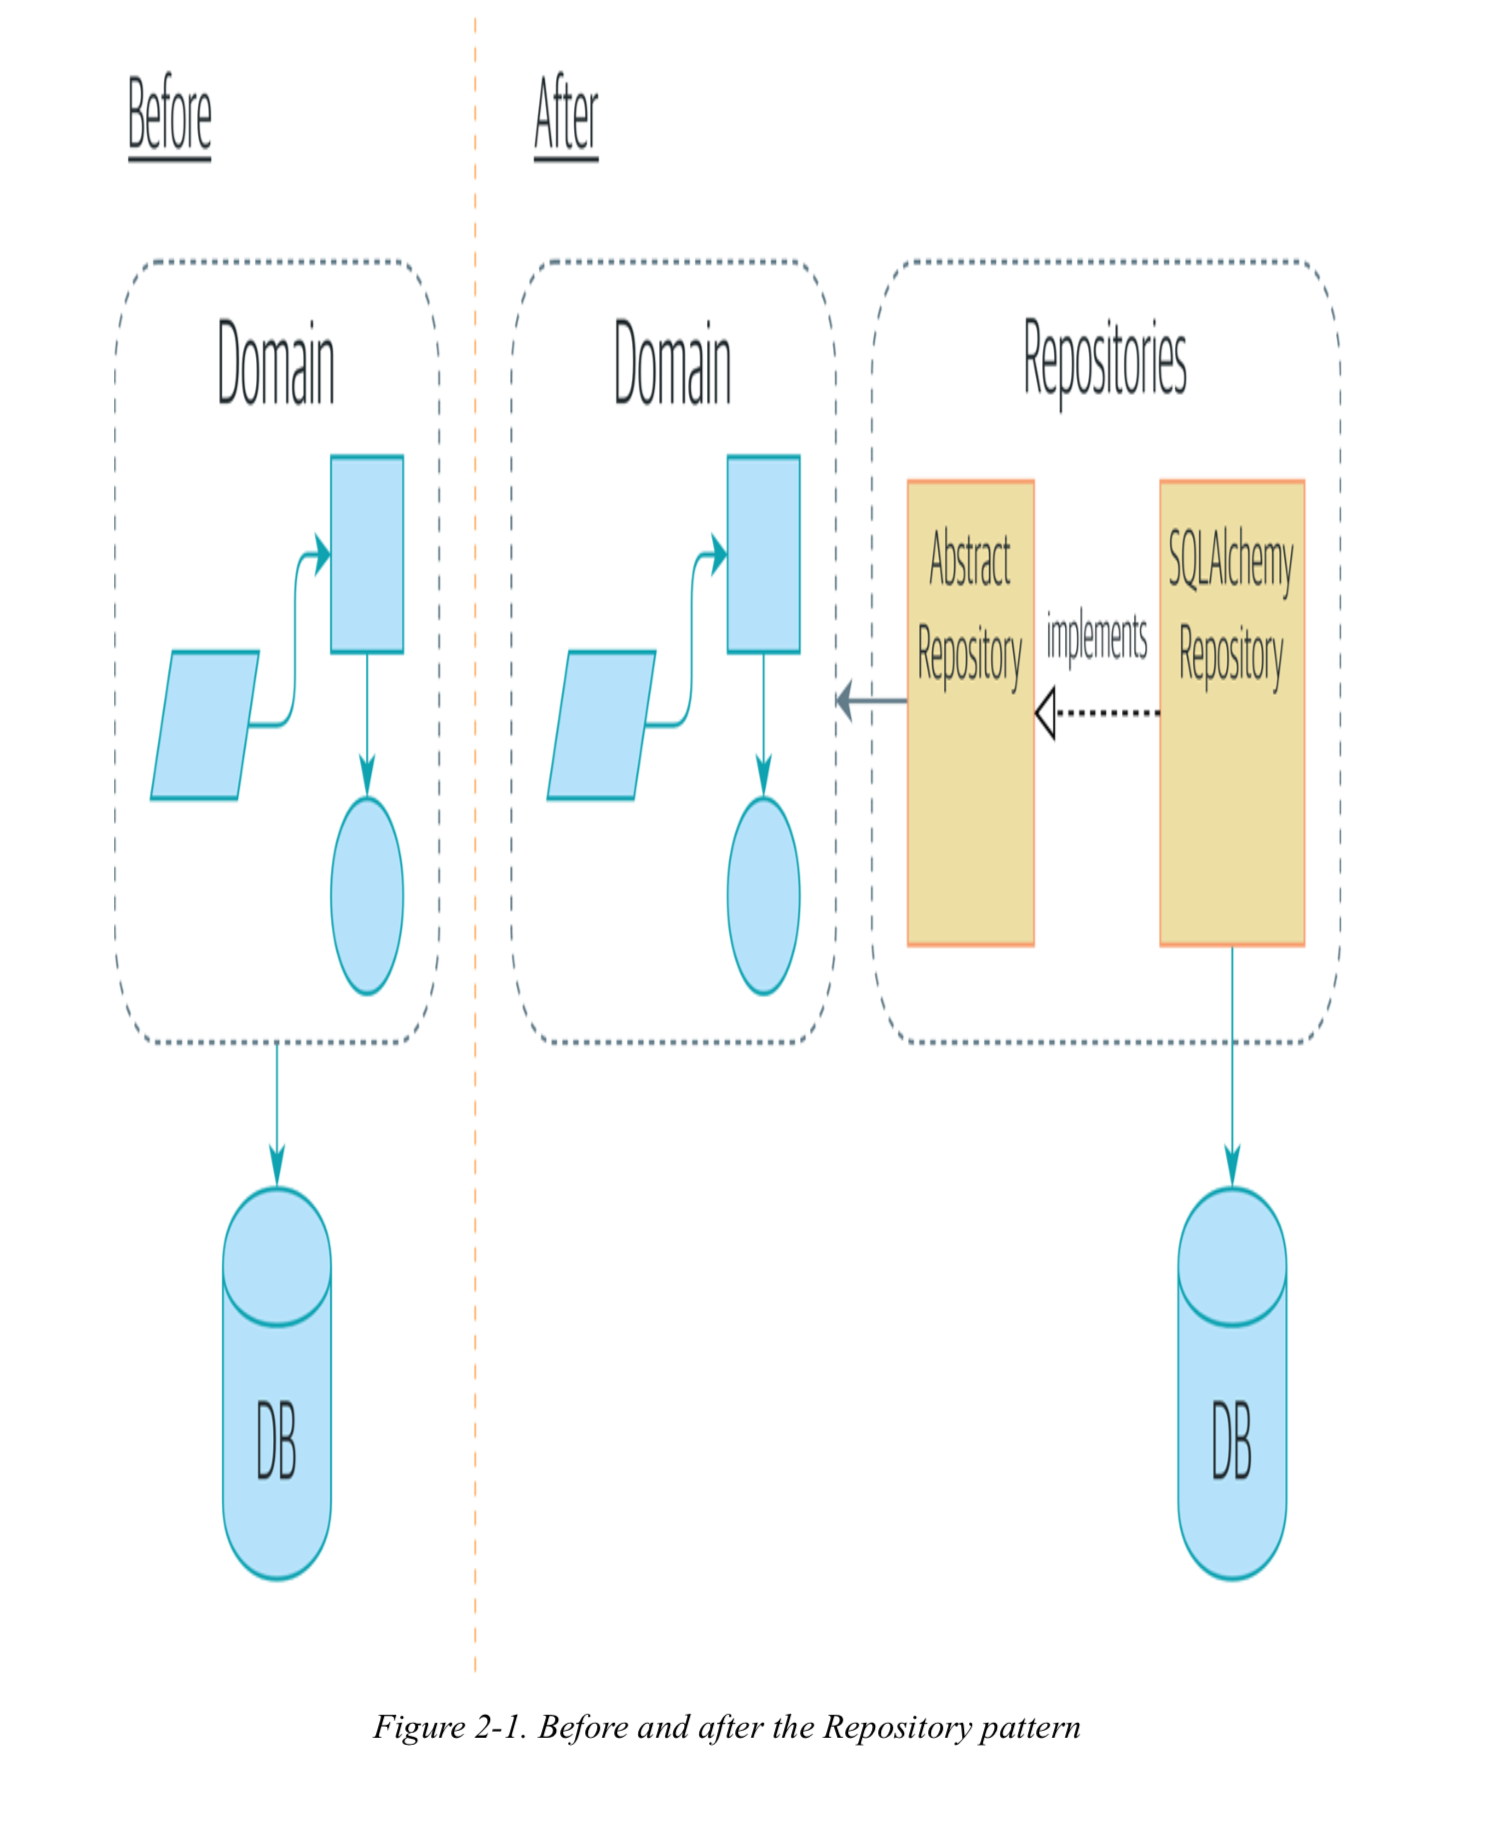 Before
After
Domain
Domain
Repositories
Abstract
Repository
implements
SQLAlchemy
Repository
DB
DB
Figure 2-1. Before and after the Repository pattern